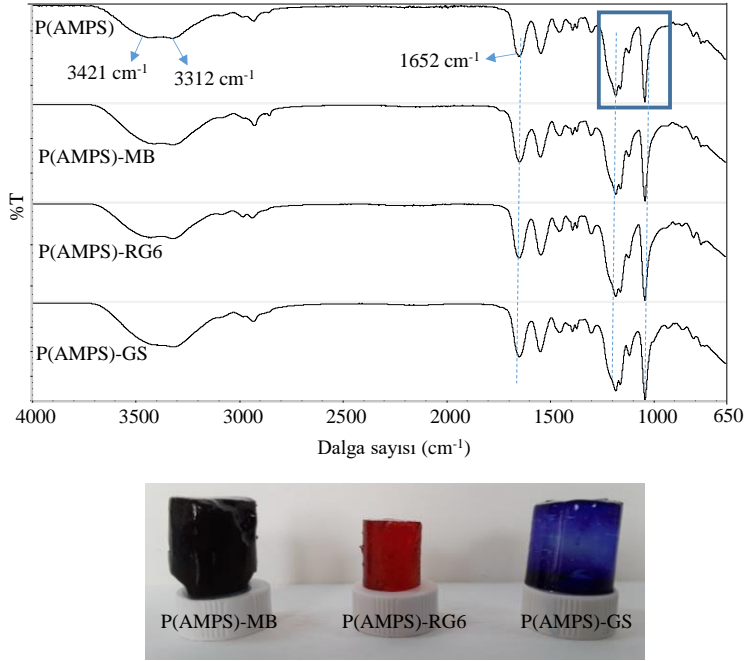 P(AMPS)
3421 cm-1
3312 cm-1
1652 cm-1
P(AMPS)-MB
P(AMPS)-RG6
P(AMPS)-GS
%T
4000 3500 3000 2500 2000 1500 1000 650
Dalga sayısı (cm-1)
P(AMPS)-MB P(AMPS)-RG6 P(AMPS)-GS